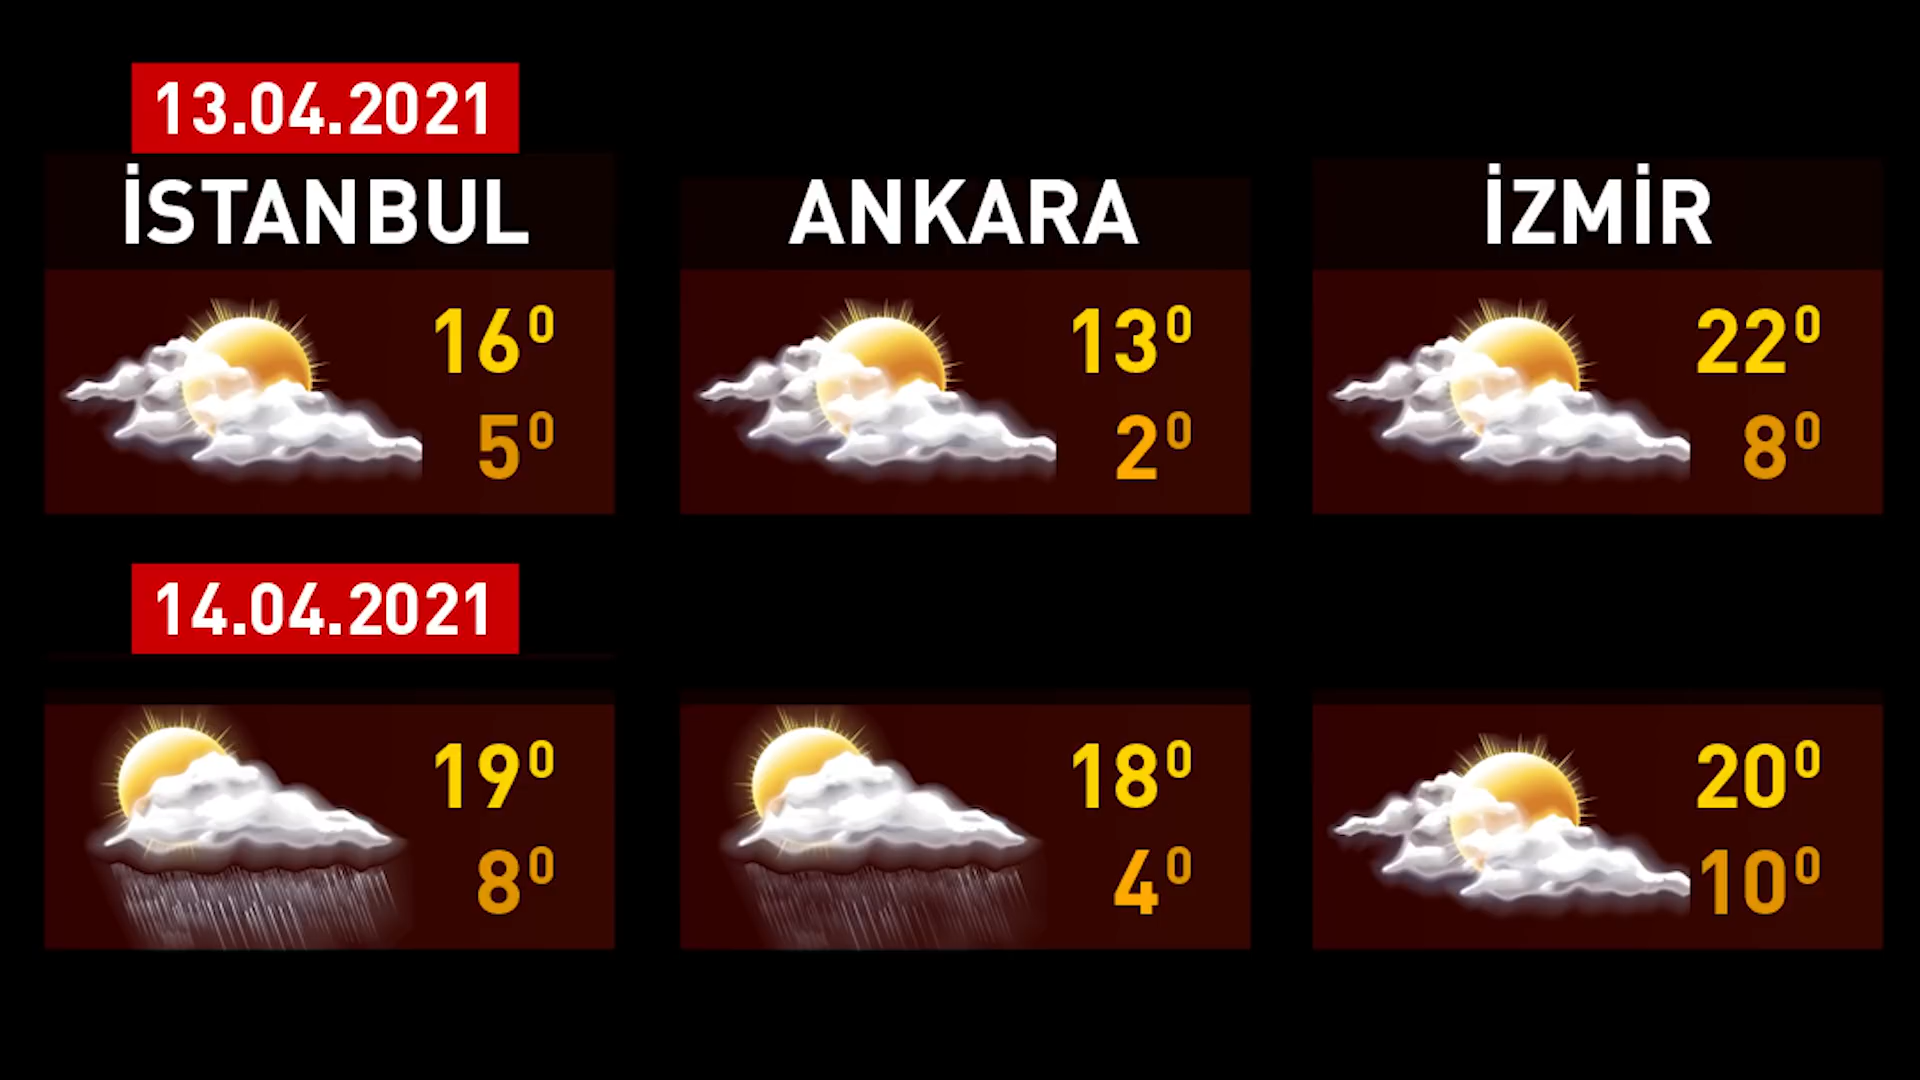 13.04.2021
İSTANBUL ANKARA İZMİR
16⁰ 13⁰ 22⁰
5⁰ 2⁰ 8⁰
14.04.2021
19⁰ 18⁰ 20⁰
8⁰ 4⁰ 10⁰